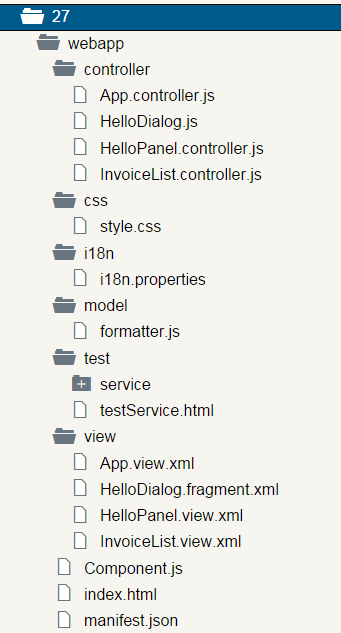 27
webapp
controller
App.controller.js
HelloDialog.js
HelloPanel.controller.js
InvoiceList.controller.js
css
style.css
i18n
i18n.properties
model
formatter.js
test
service
testService.html
view
App.view.xml
HelloDialog.fragment.xml
HelloPanel.view.xml
InvoiceList.view.xml
Component.js
index.html
manifest.json